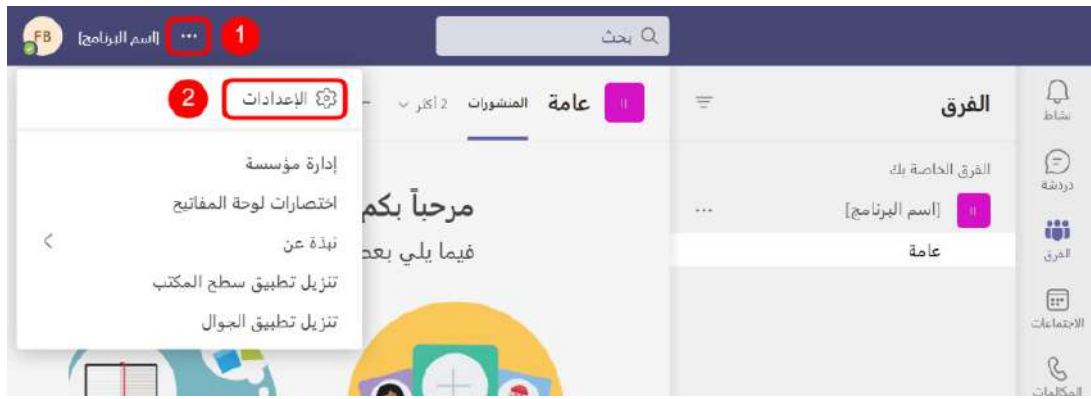 بحث
1
[اسم البرنامج]
FB
نشاط
دردشة
الفرق
الاجتماعات
المكالمات
الفرق
الفرق الخاصة بك
[اسم البرنامج]
عامة
عامة المنشورات 2 أكثر
مرحباً بكم
فيما يلي بعض
الإعدادات
2
إدارة مؤسسة
اختصارات لوحة المفاتيح
نبذة عن
تنزيل تطبيق سطح المكتب
تنزيل تطبيق الجوال